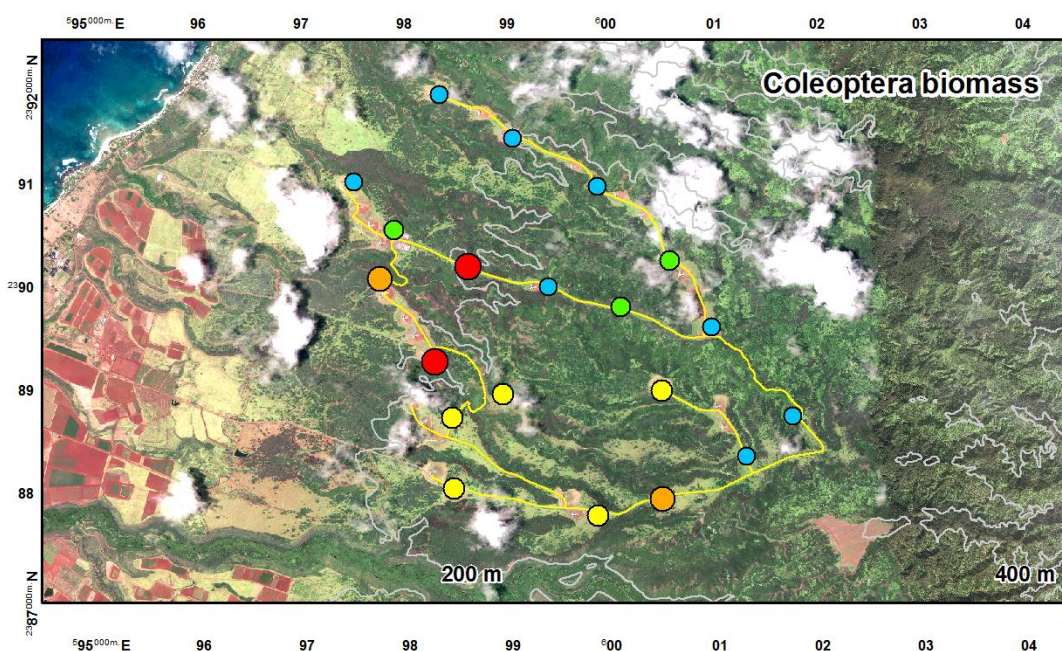 ⁵95⁰⁰⁰ᵐ·E 96 97 98 99 ⁶00 01 02 03 04
²³92⁰⁰⁰ᵐ·N
Coleoptera biomass
91
²³90
89
88
200 m 400 m
²³87⁰⁰⁰ᵐ·N
⁵95⁰⁰⁰ᵐ·E 96 97 98 99 ⁶00 01 02 03 04